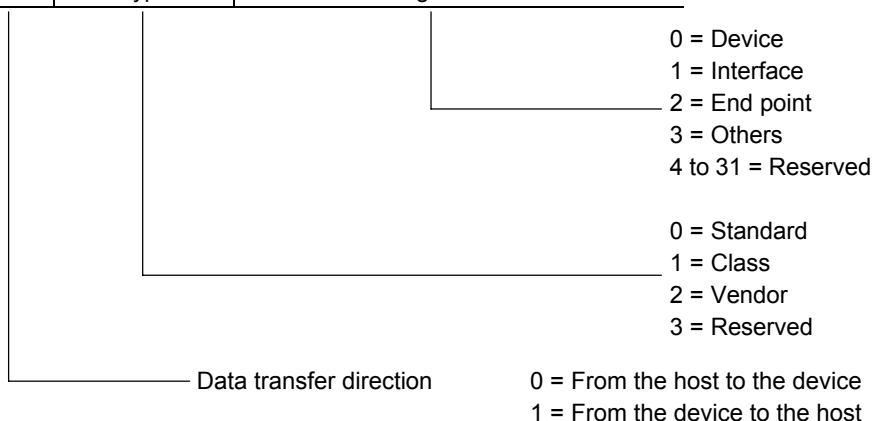 0 = Device
1 = Interface
2 = End point
3 = Others
4 to 31 = Reserved
0 = Standard
1 = Class
2 = Vendor
3 = Reserved
Data transfer direction 0 = From the host to the device
1 = From the device to the host